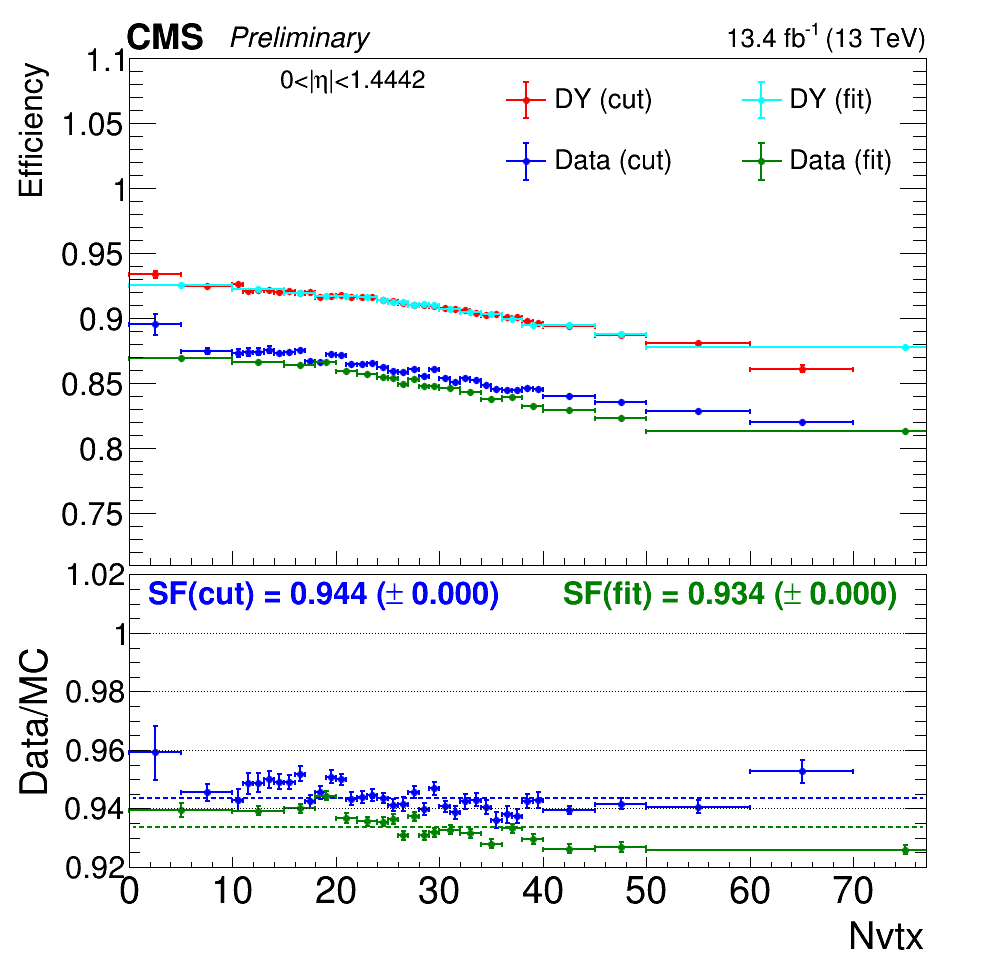 CMS Preliminary 13.4 fb-1 (13 TeV)
0<|η|<1.4442
DY (cut) DY (fit)
Data (cut) Data (fit)
Efficiency
1.1
1.05
1
0.95
0.9
0.85
0.8
0.75
SF(cut) = 0.944 (± 0.000) SF(fit) = 0.934 (± 0.000)
Data/MC
1.02
1
0.98
0.96
0.94
0.92
0 10 20 30 40 50 60 70
Nvtx